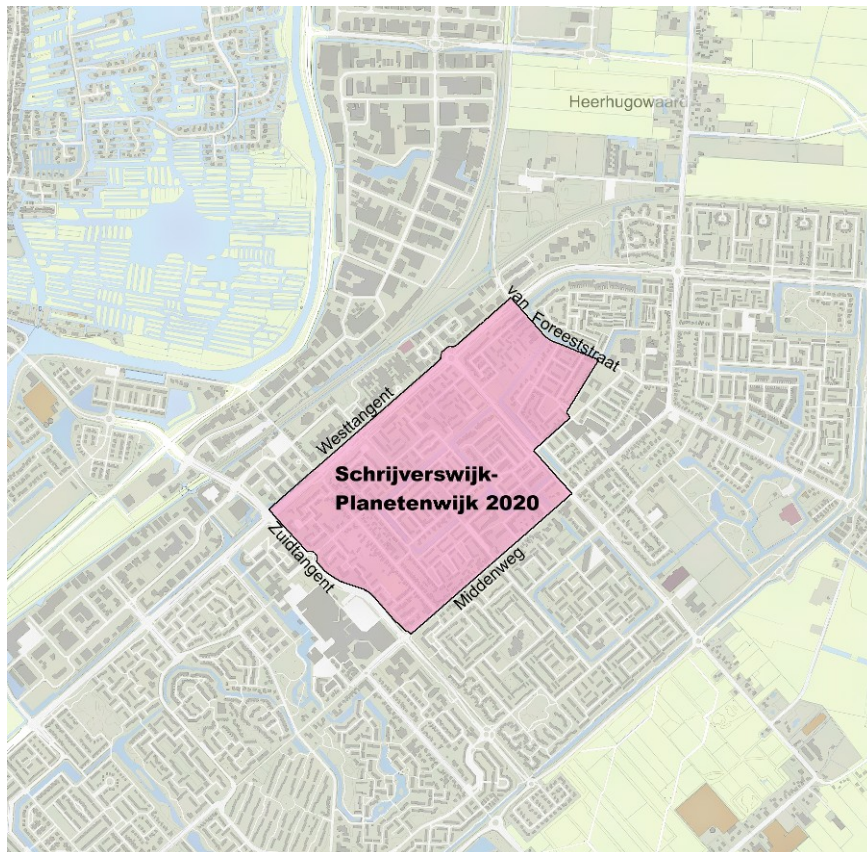 Heerhugowaard
van Foreeststraat
Westtangent
Schrijverswijk-
Planetenwijk 2020
Zuidtangent
Middenweg